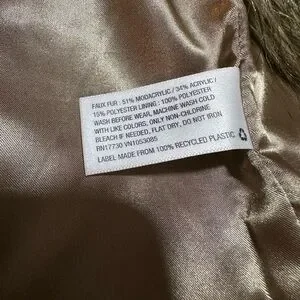 FAUX FUR : 51% MODACRYLIC / 34% ACRYLIC /
15% POLYESTER LINING : 100% POLYESTER
WASH BEFORE WEAR, MACHINE WASH COLD
WITH LIKE COLORS, ONLY NON-CHLORINE
BLEACH IF NEEDED, FLAT DRY, DO NOT IRON
RN17730 VN1053085
LABEL MADE FROM 100% RECYCLED PLASTIC